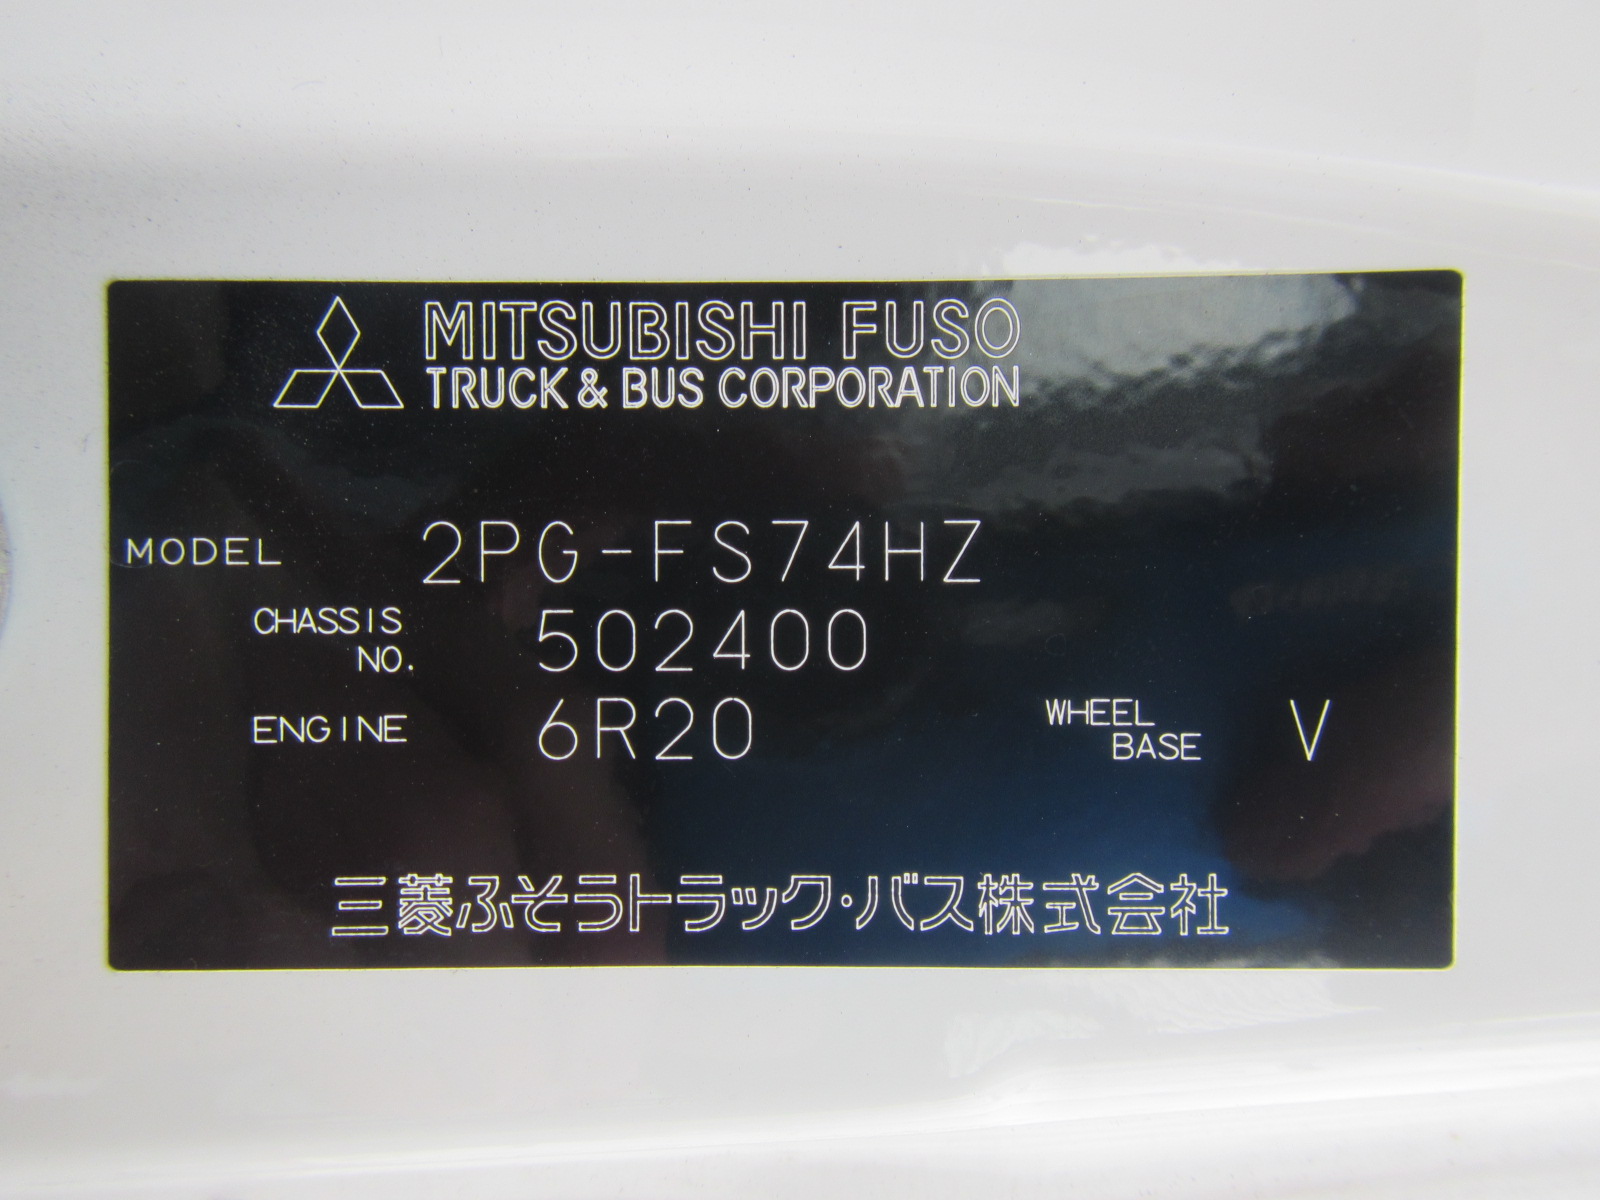 MITSUBISHI FUSO
TRUCK & BUS CORPORATION
MODEL 2PG-FS74HZ
CHASSIS NO. 502400
ENGINE 6R20 WHEEL BASE V
三菱ふそうトラック・バス株式会社